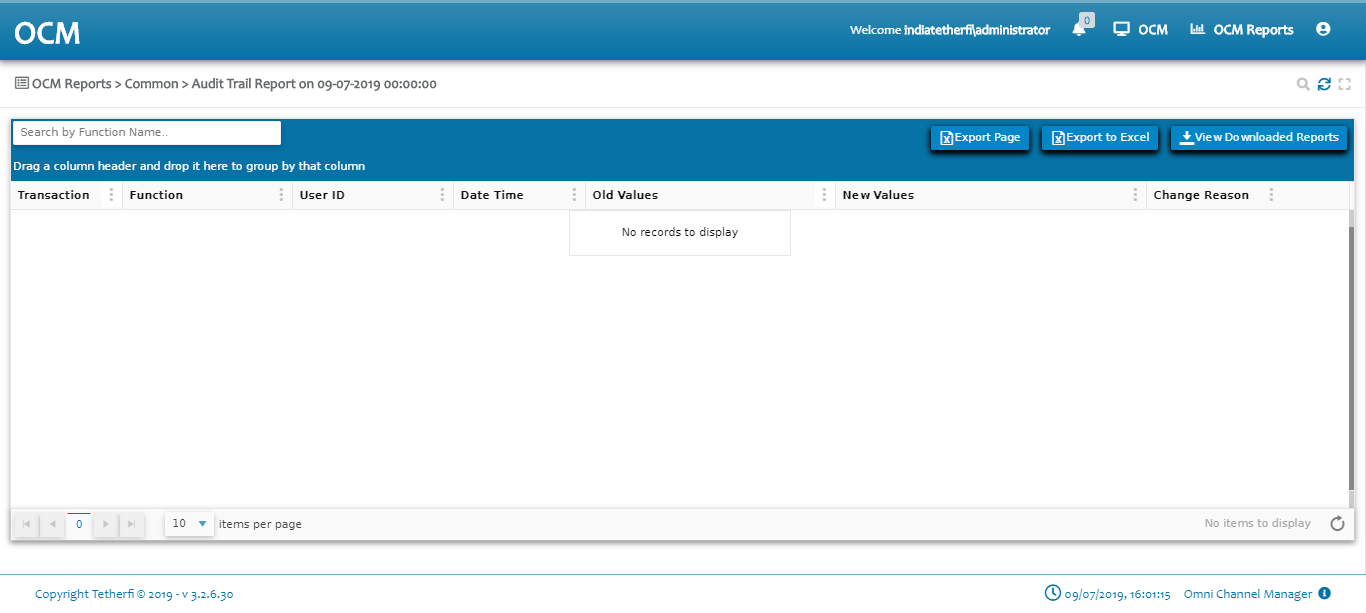 OCM
Welcome indiatetherfi\administrator
0
OCM
OCM Reports
OCM Reports > Common > Audit Trail Report on 09-07-2019 00:00:00
Search by Function Name..
Export Page
Export to Excel
View Downloaded Reports
Drag a column header and drop it here to group by that column
Transaction Function User ID Date Time Old Values New Values Change Reason
No records to display
0
10 items per page
No items to display
Copyright Tetherfi © 2019 - v 3.2.6.30
09/07/2019, 16:01:15
Omni Channel Manager